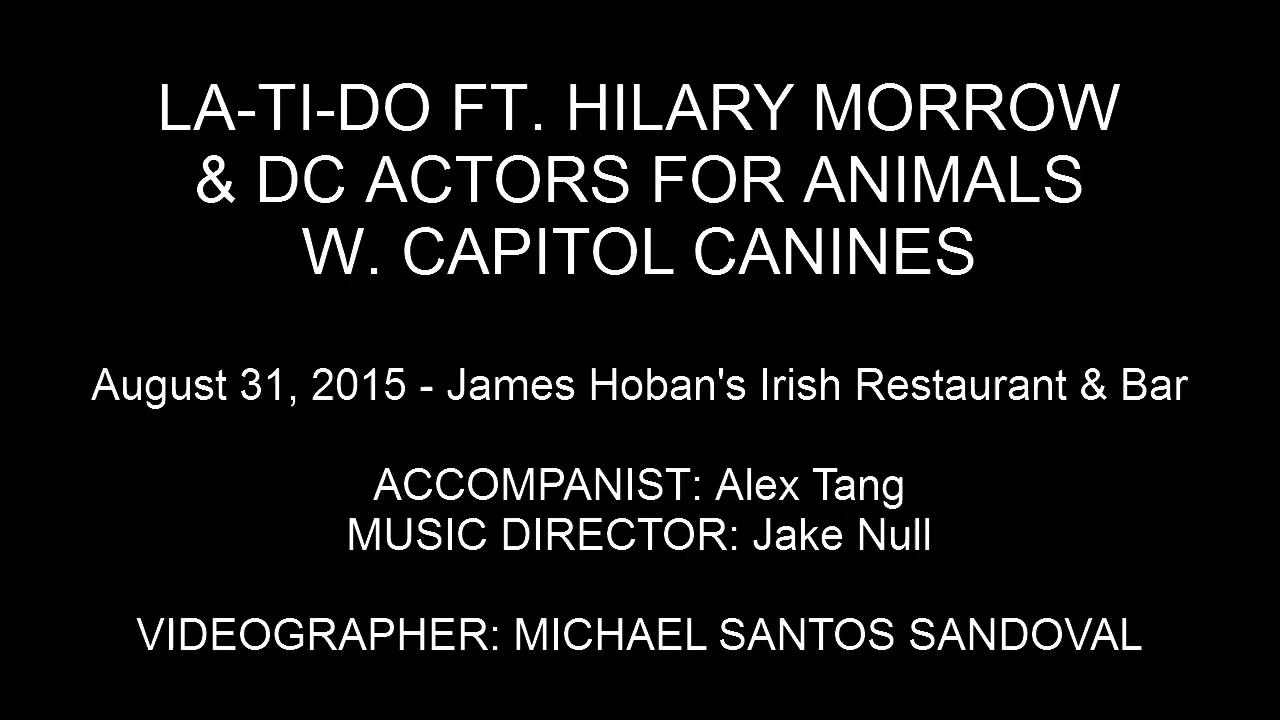 LA-TI-DO FT. HILARY MORROW
& DC ACTORS FOR ANIMALS
W. CAPITOL CANINES
August 31, 2015 - James Hoban's Irish Restaurant & Bar
ACCOMPANIST: Alex Tang
MUSIC DIRECTOR: Jake Null
VIDEOGRAPHER: MICHAEL SANTOS SANDOVAL